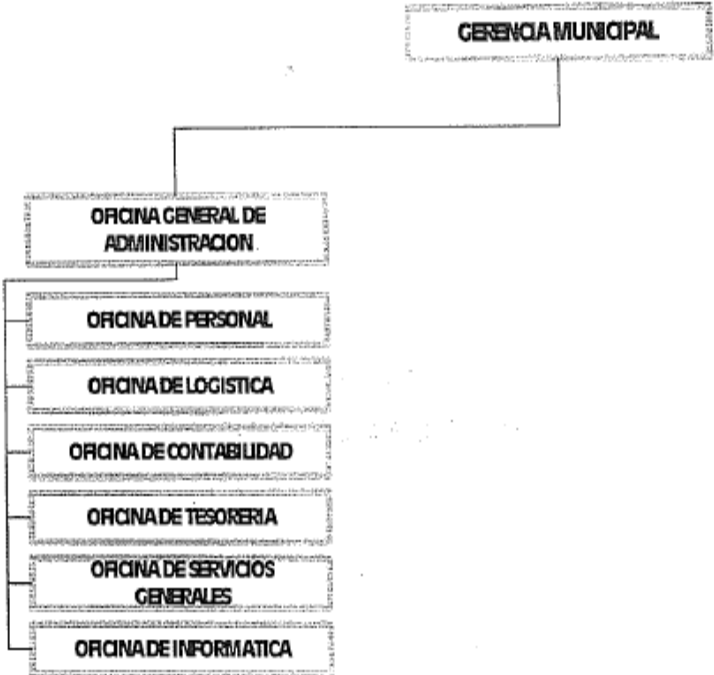 GERENCIA MUNICIPAL
OFICINA GENERAL DE
ADMINISTRACION
OFICINA DE PERSONAL
OFICINA DE LOGISTICA
OFICINA DE CONTABILIDAD
OFICINA DE TESORERIA
OFICINA DE SERVICIOS
GENERALES
OFICINA DE INFORMATICA